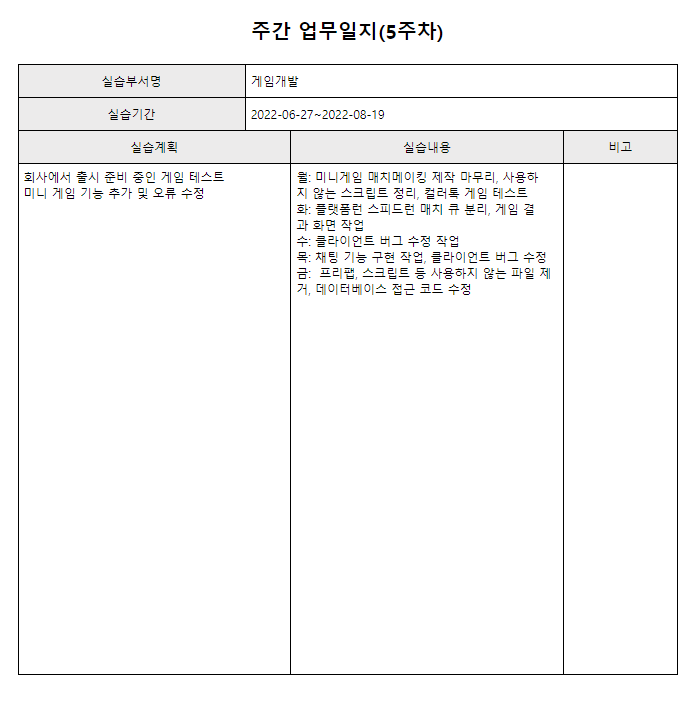 주간 업무일지(5주차)
실습부서명
게임개발
실습기간
2022-06-27~2022-08-19
실습계획
실습내용
비고
회사에서 출시 준비 중인 게임 테스트
미니 게임 기능 추가 및 오류 수정
월: 미니게임 매치메이킹 제작 마무리, 사용하
지 않는 스크립트 정리, 컬러톡 게임 테스트
화: 플랫폼런 스피드런 매치 큐 분리, 게임 결
과 화면 작업
수: 클라이언트 버그 수정 작업
목: 채팅 기능 구현 작업, 클라이언트 버그 수정
금:  프리팹, 스크립트 등 사용하지 않는 파일 제
거, 데이터베이스 접근 코드 수정